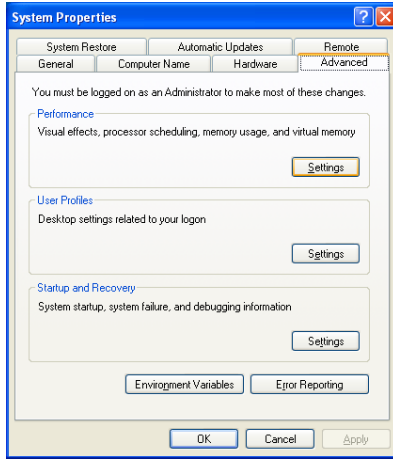 System Properties
System Restore Automatic Updates Remote
General Computer Name Hardware Advanced
You must be logged on as an Administrator to make most of these changes.
Performance
Visual effects, processor scheduling, memory usage, and virtual memory
Settings
User Profiles
Desktop settings related to your logon
Settings
Startup and Recovery
System startup, system failure, and debugging information
Settings
Environment Variables Error Reporting
OK Cancel Apply